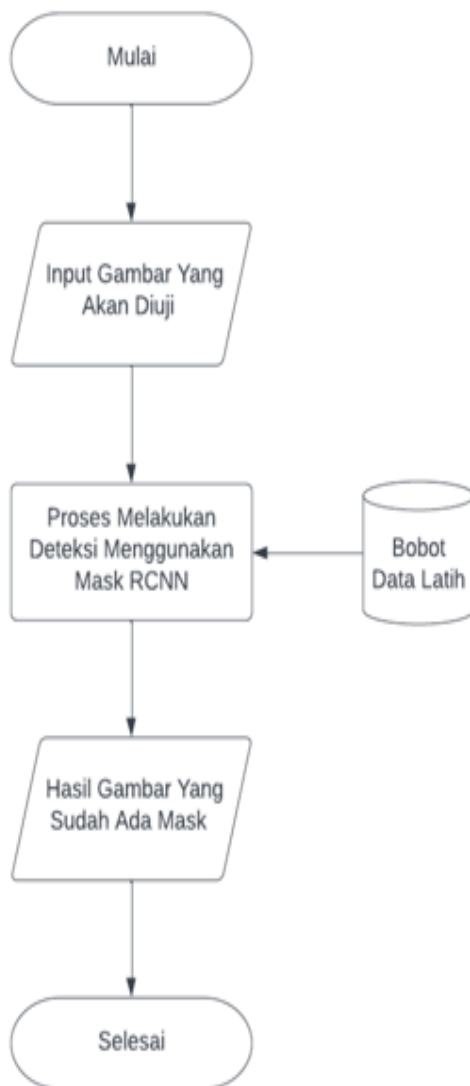 Mulai
Input Gambar Yang
Akan Diuji
Proses Melakukan
Deteksi Menggunakan
Mask RCNN
Bobot
Data Latih
Hasil Gambar Yang
Sudah Ada Mask
Selesai